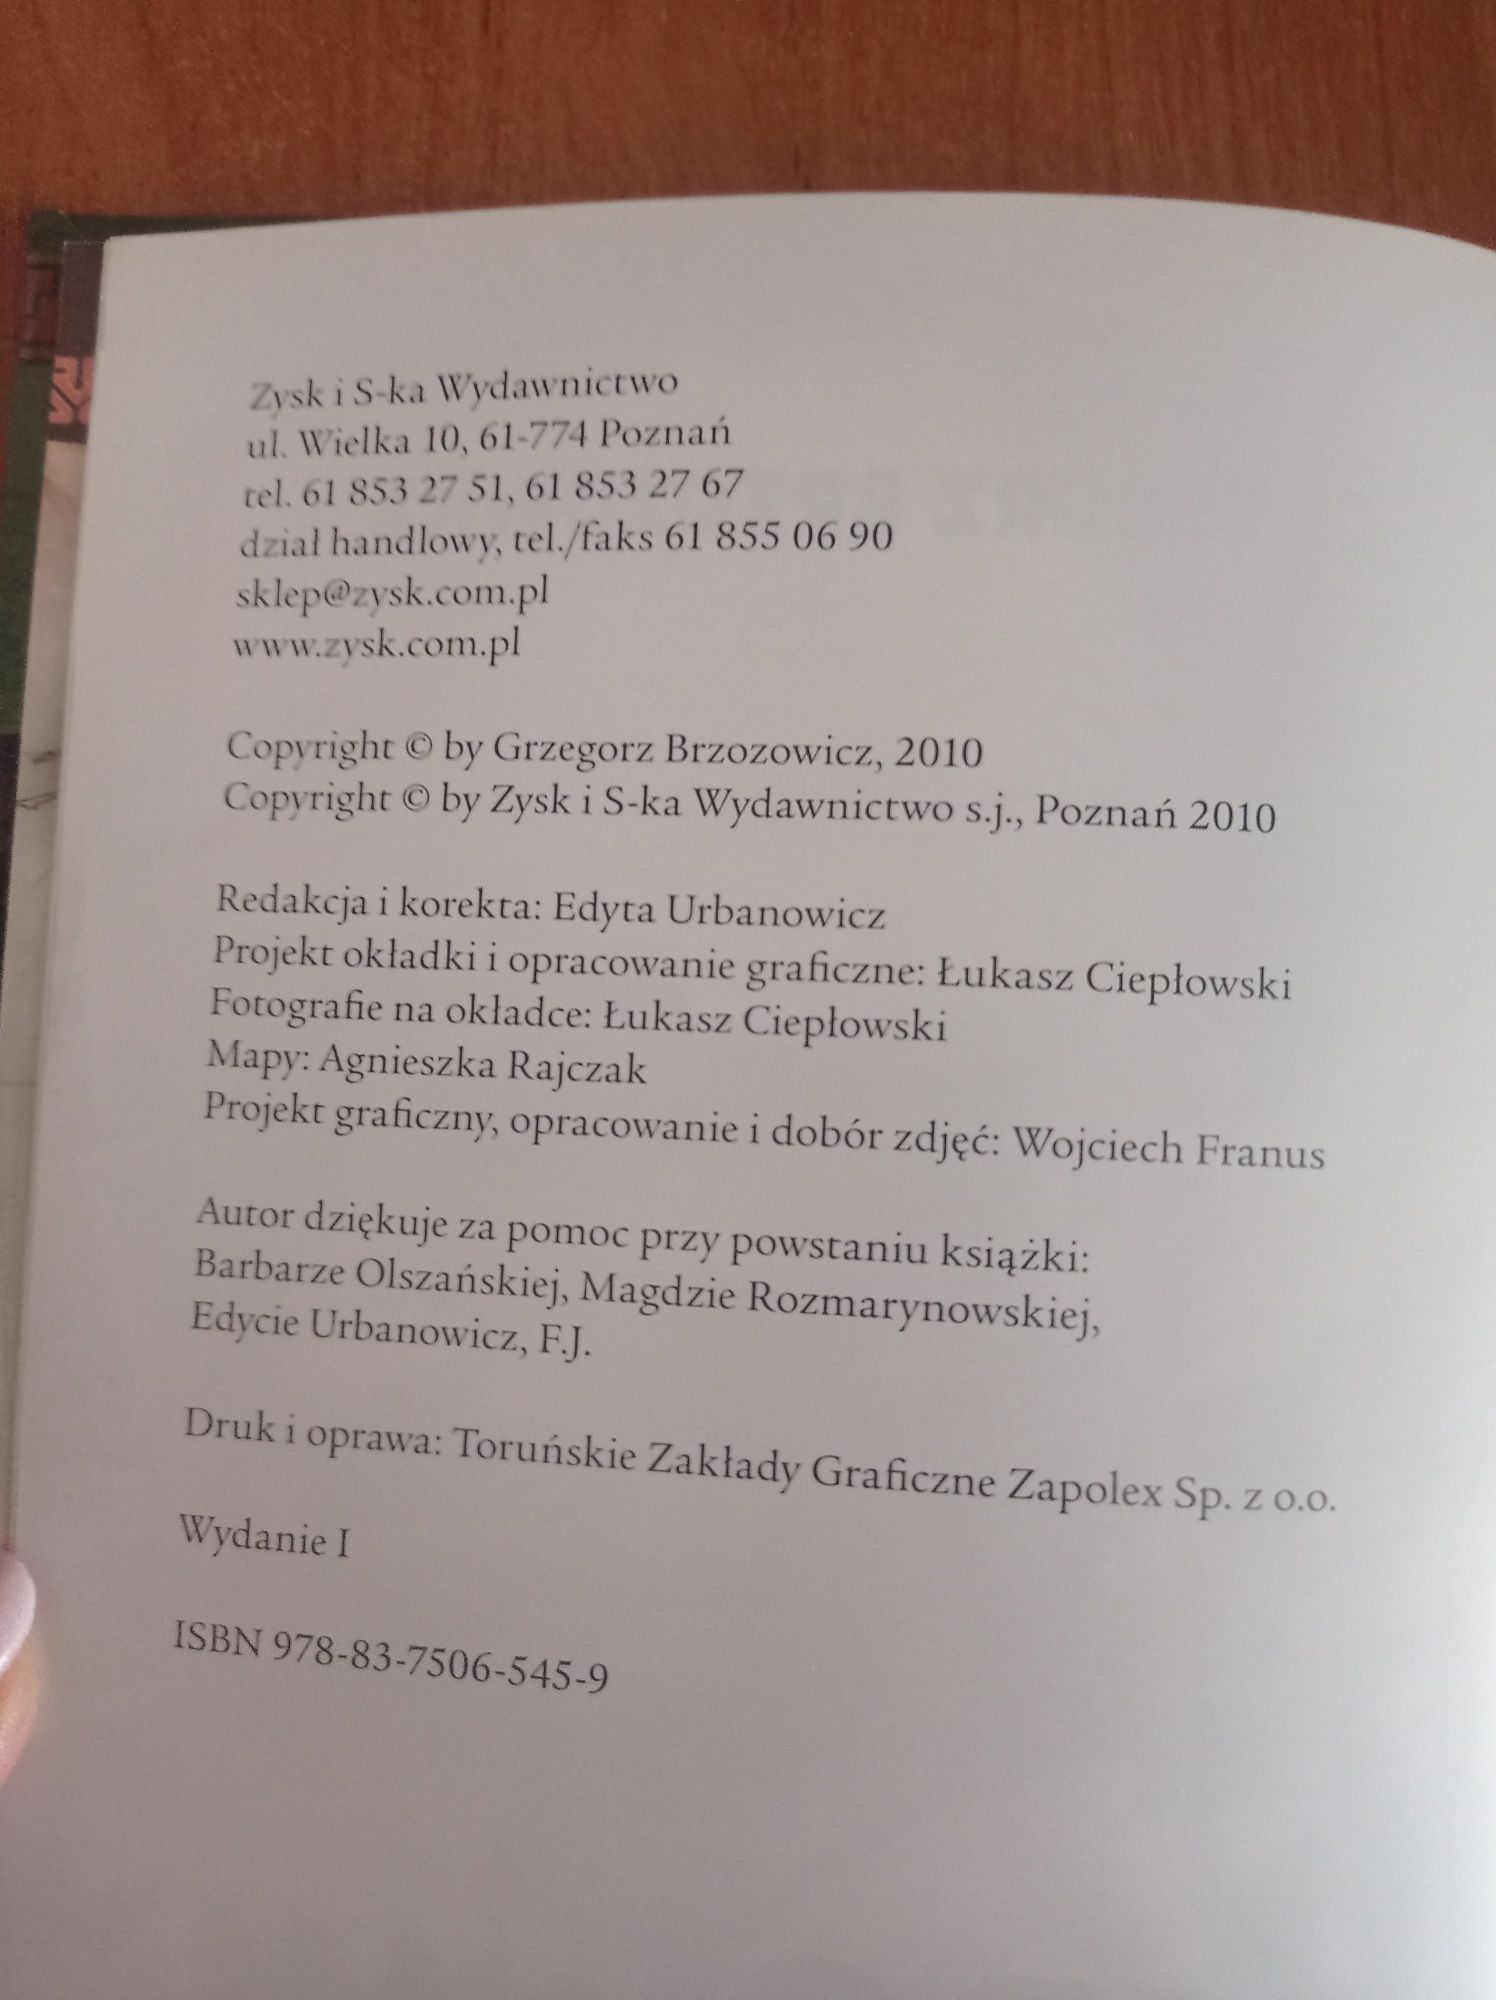 Zysk i S-ka Wydawnictwo
ul. Wielka 10, 61-774 Poznań
tel. 61 853 27 51, 61 853 27 67
dział handlowy, tel./faks 61 855 06 90
sklep@zysk.com.pl
www.zysk.com.pl
Copyright © by Grzegorz Brzozowicz, 2010
Copyright © by Zysk i S-ka Wydawnictwo s.j., Poznań 2010
Redakcja i korekta: Edyta Urbanowicz
Projekt okładki i opracowanie graficzne: Łukasz Ciepłowski
Fotografie na okładce: Łukasz Ciepłowski
Mapy: Agnieszka Rajczak
Projekt graficzny, opracowanie i dobór zdjęć: Wojciech Franus
Autor dziękuje za pomoc przy powstaniu książki:
Barbarze Olszańskiej, Magdzie Rozmarynowskiej,
Edycie Urbanowicz, F.J.
Druk i oprawa: Toruńskie Zakłady Graficzne Zapolex Sp. z o.o.
Wydanie I
ISBN 978-83-7506-545-9